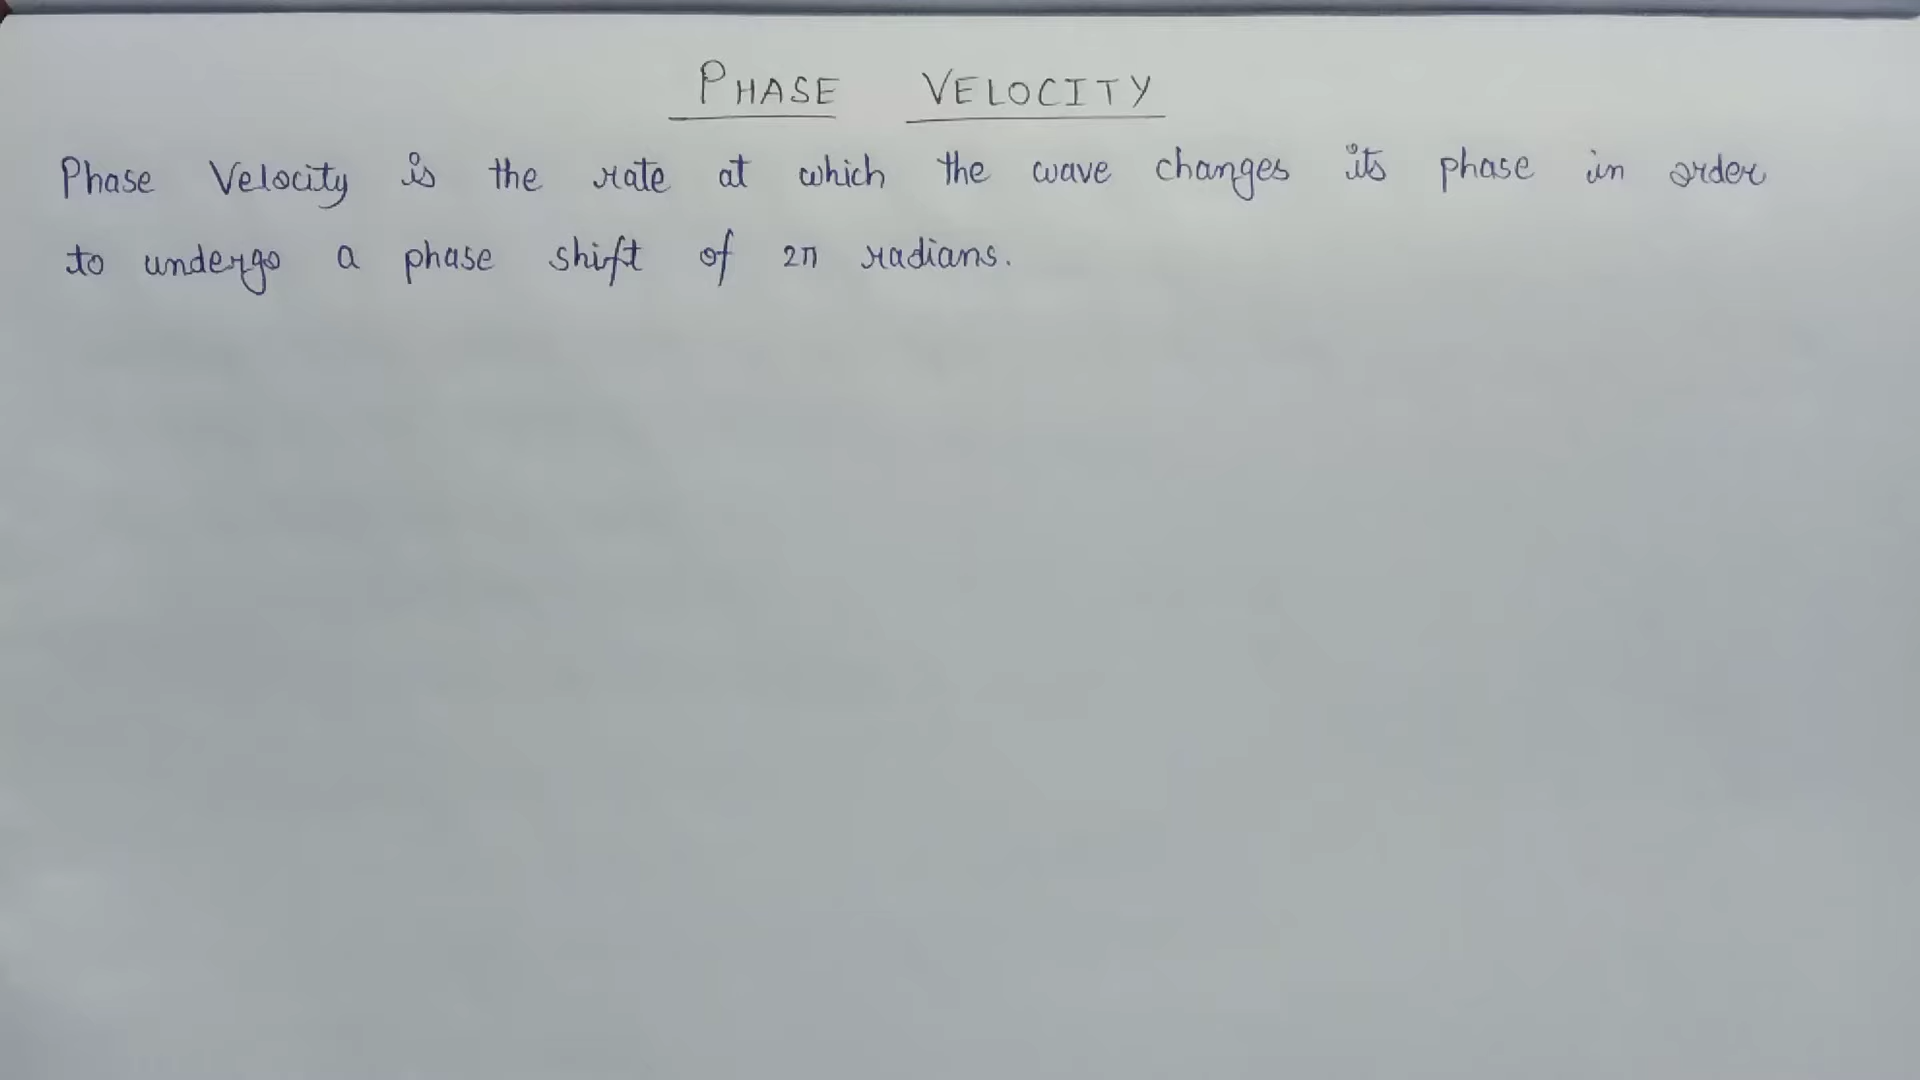 PHASE VELOCITY
Phase Velocity is the rate at which the wave changes its phase in order
to undergo a phase shift of 2π radians.